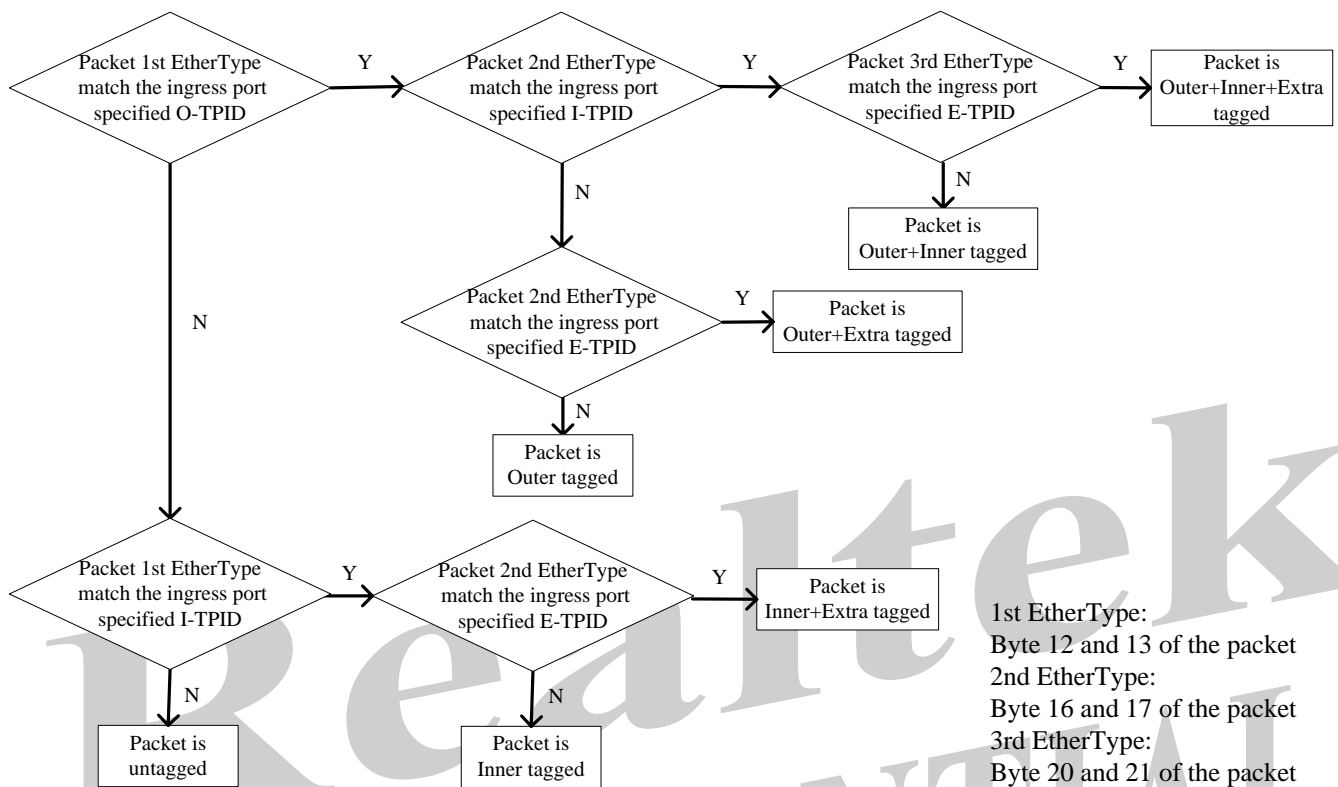 Packet 1st EtherType
match the ingress port
specified O-TPID
Y
Packet 2nd EtherType
match the ingress port
specified I-TPID
Y
Packet 3rd EtherType
match the ingress port
specified E-TPID
Y
Packet is
Outer+Inner+Extra
tagged
N
N
Packet is
Outer+Inner tagged
N
Packet 2nd EtherType
match the ingress port
specified E-TPID
Y
Packet is
Outer+Extra tagged
N
Packet is
Outer tagged
Packet 1st EtherType
match the ingress port
specified I-TPID
Y
Packet 2nd EtherType
match the ingress port
specified E-TPID
Y
Packet is
Inner+Extra tagged
N
Packet is
untagged
N
Packet is
Inner tagged
1st EtherType:
Byte 12 and 13 of the packet
2nd EtherType:
Byte 16 and 17 of the packet
3rd EtherType:
Byte 20 and 21 of the packet
Realtek